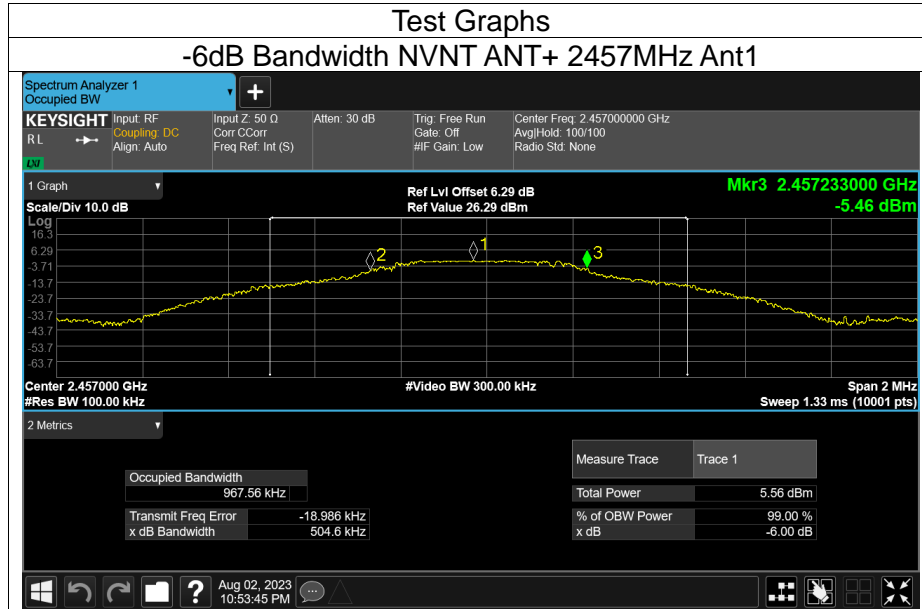 Test Graphs
-6dB Bandwidth NVNT ANT+ 2457MHz Ant1
Spectrum Analyzer 1
Occupied BW
+
KEYSIGHT Input: RF Input Z: 50 Ω Atten: 30 dB Trig: Free Run Center Freq: 2.457000000 GHz
RL Coupling: DC Corr CCorr Gate: Off Avg|Hold: 100/100
Align: Auto Freq Ref: Int (S) #IF Gain: Low Radio Std: None
LXI
1 Graph Ref Lvl Offset 6.29 dB Mkr3 2.457233000 GHz
Scale/Div 10.0 dB Ref Value 26.29 dBm -5.46 dBm
Log
16.3
6.29
-3.71
-13.7
-23.7
-33.7
-43.7
-53.7
-63.7
2 1 3
Center 2.457000 GHz #Video BW 300.00 kHz Span 2 MHz
#Res BW 100.00 kHz Sweep 1.33 ms (10001 pts)
2 Metrics
Measure Trace Trace 1
Occupied Bandwidth
967.56 kHz Total Power 5.56 dBm
Transmit Freq Error -18.986 kHz % of OBW Power 99.00 %
x dB Bandwidth 504.6 kHz x dB -6.00 dB
? Aug 02, 2023
10:53:45 PM